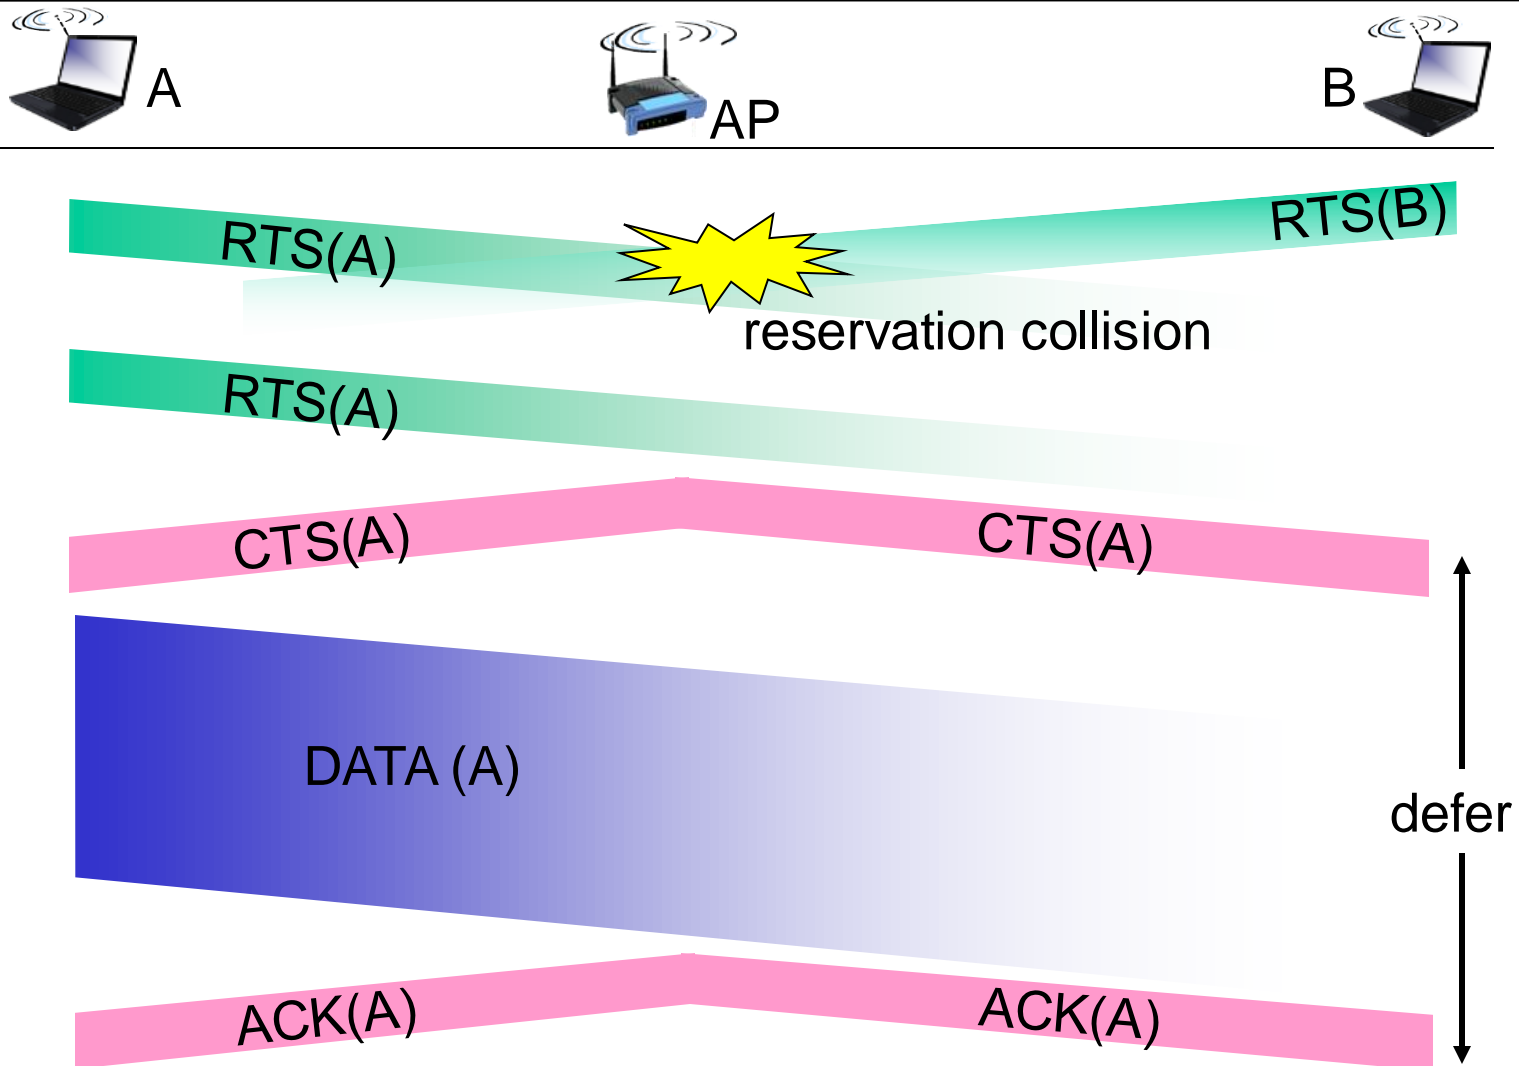 A
AP
B
RTS(A)
RTS(B)
reservation collision
RTS(A)
CTS(A)
CTS(A)
DATA (A)
defer
ACK(A)
ACK(A)